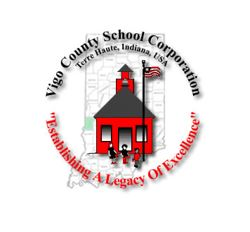 Vigo County School Corporation
Terre Haute, Indiana, USA
"Establishing A Legacy Of Excellence"